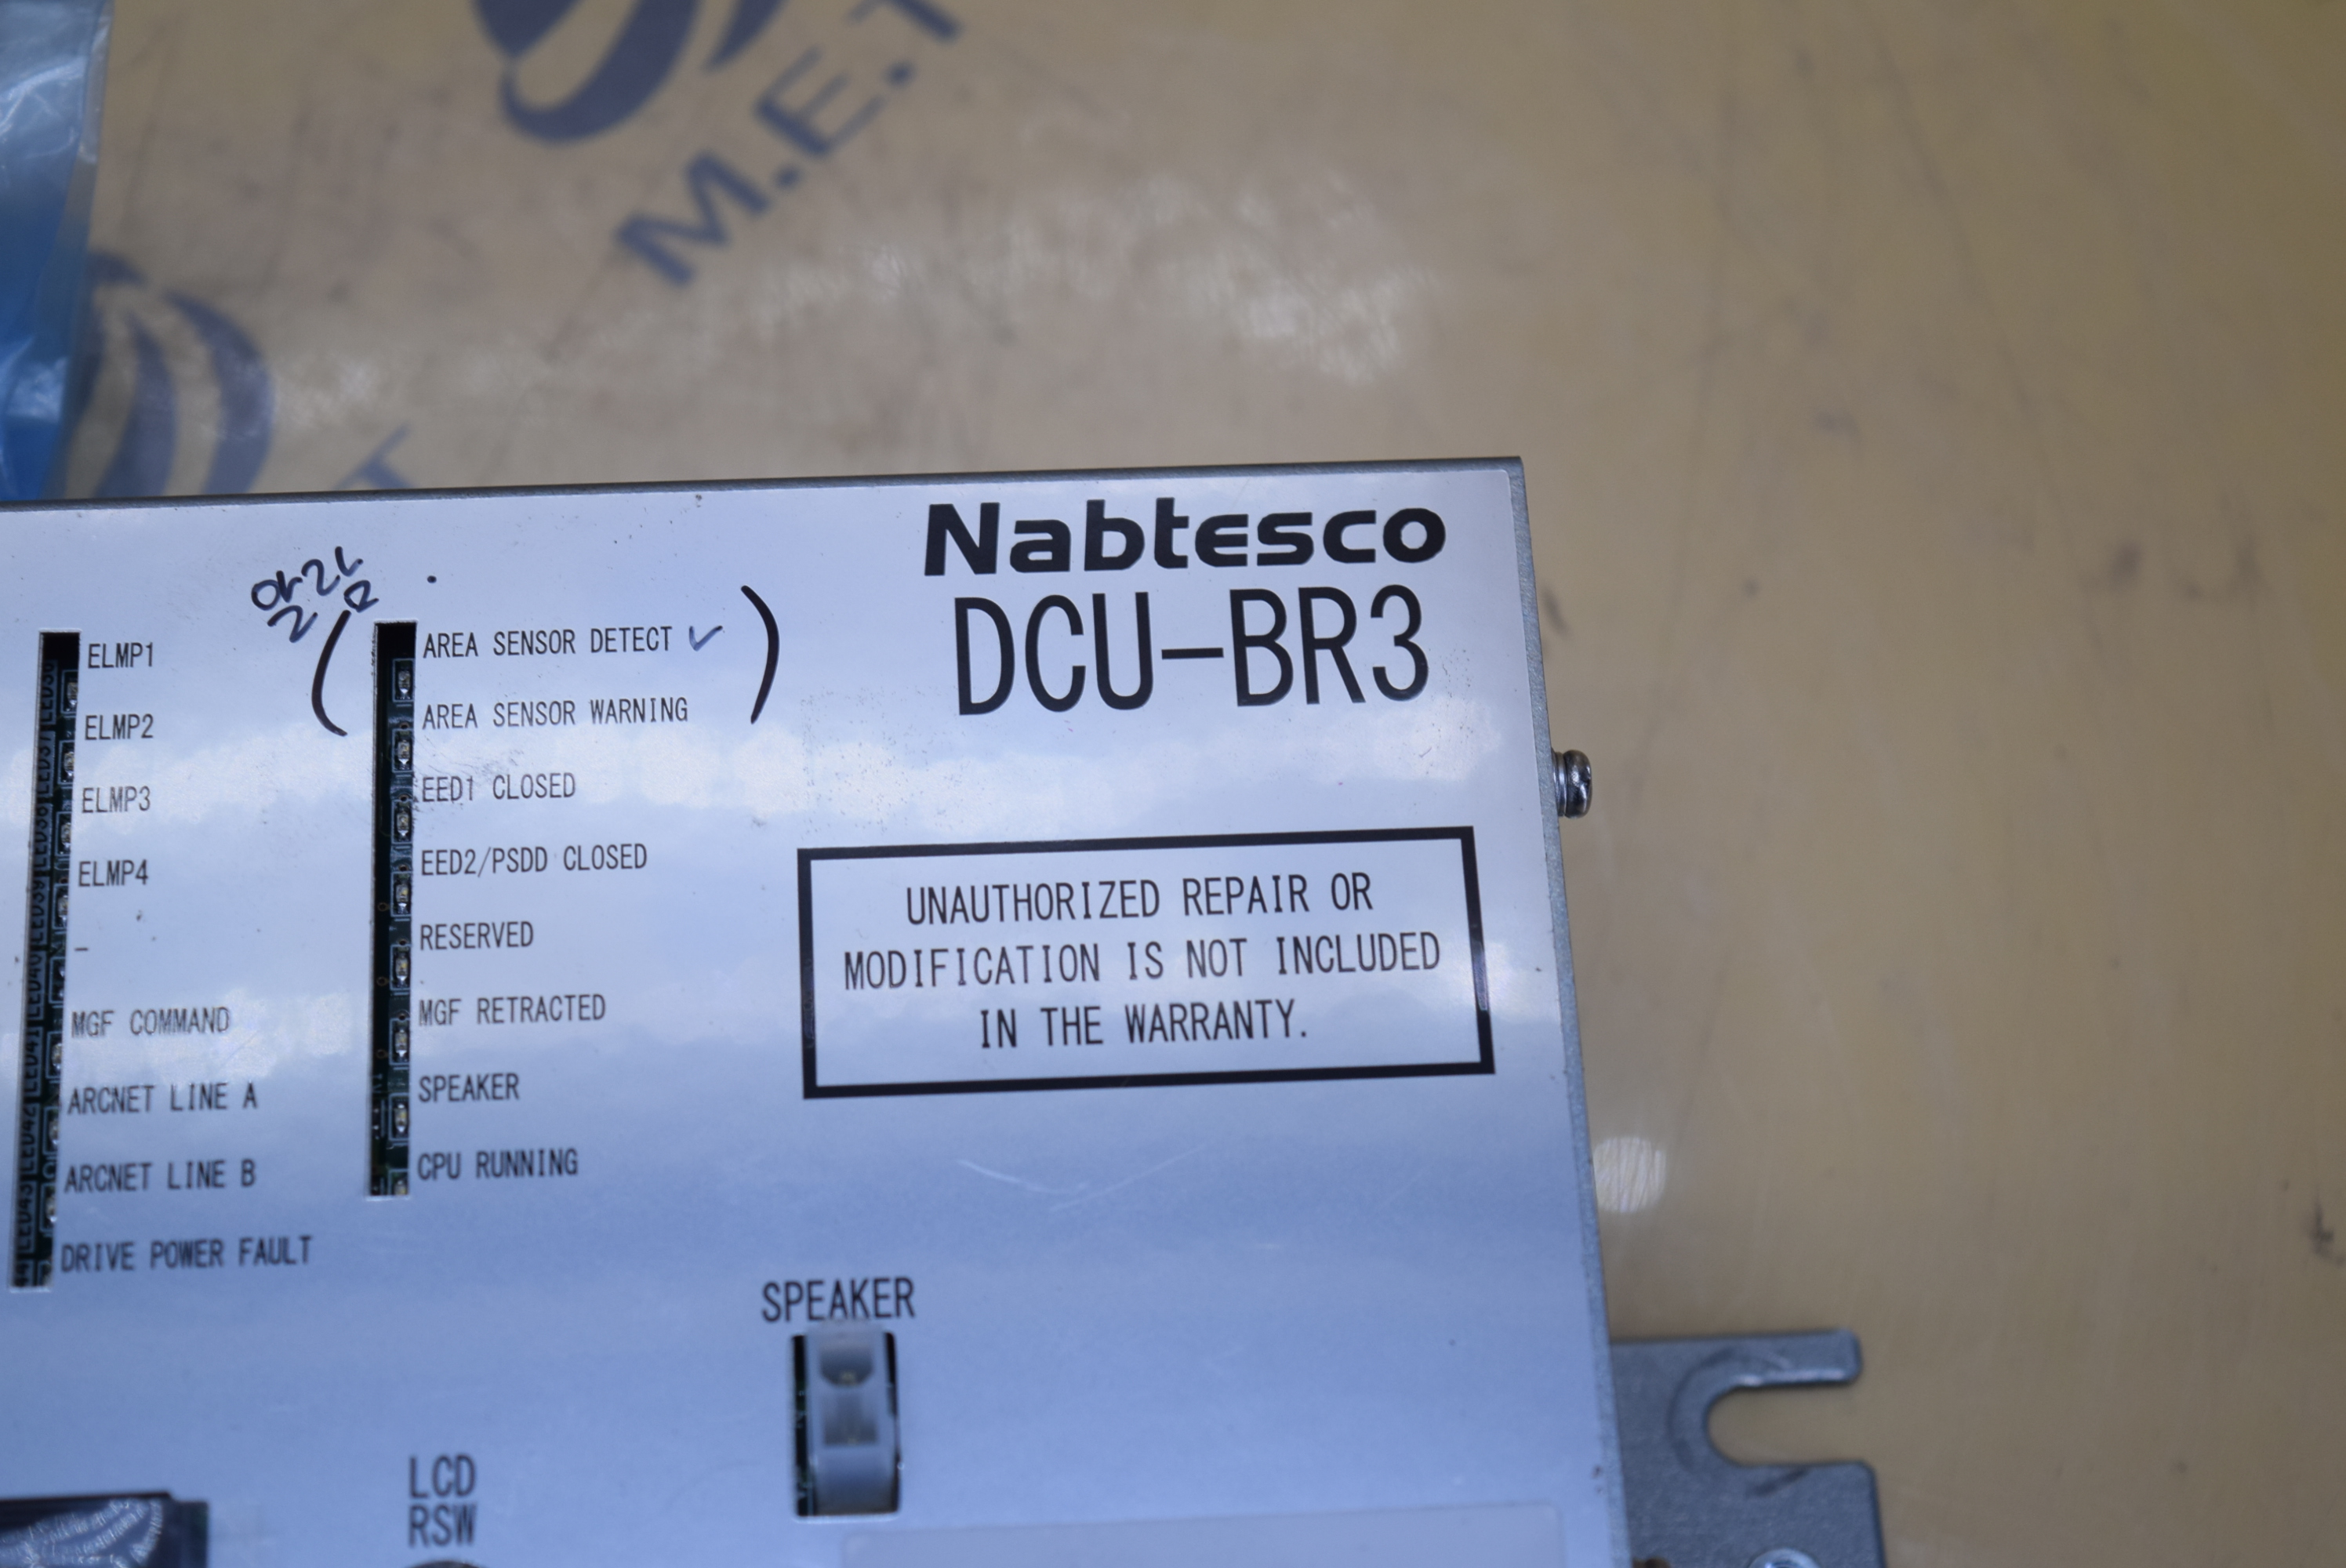 M.E.T
Nabtesco
DCU-BR3
ELMP1
ELMP2
ELMP3
ELMP4
-
MGF COMMAND
ARCNET LINE A
ARCNET LINE B
DRIVE POWER FAULT
AREA SENSOR DETECT ✓
AREA SENSOR WARNING
EED1 CLOSED
EED2/PSDD CLOSED
RESERVED
MGF RETRACTED
SPEAKER
CPU RUNNING
UNAUTHORIZED REPAIR OR
MODIFICATION IS NOT INCLUDED
IN THE WARRANTY.
SPEAKER
LCD
RSW